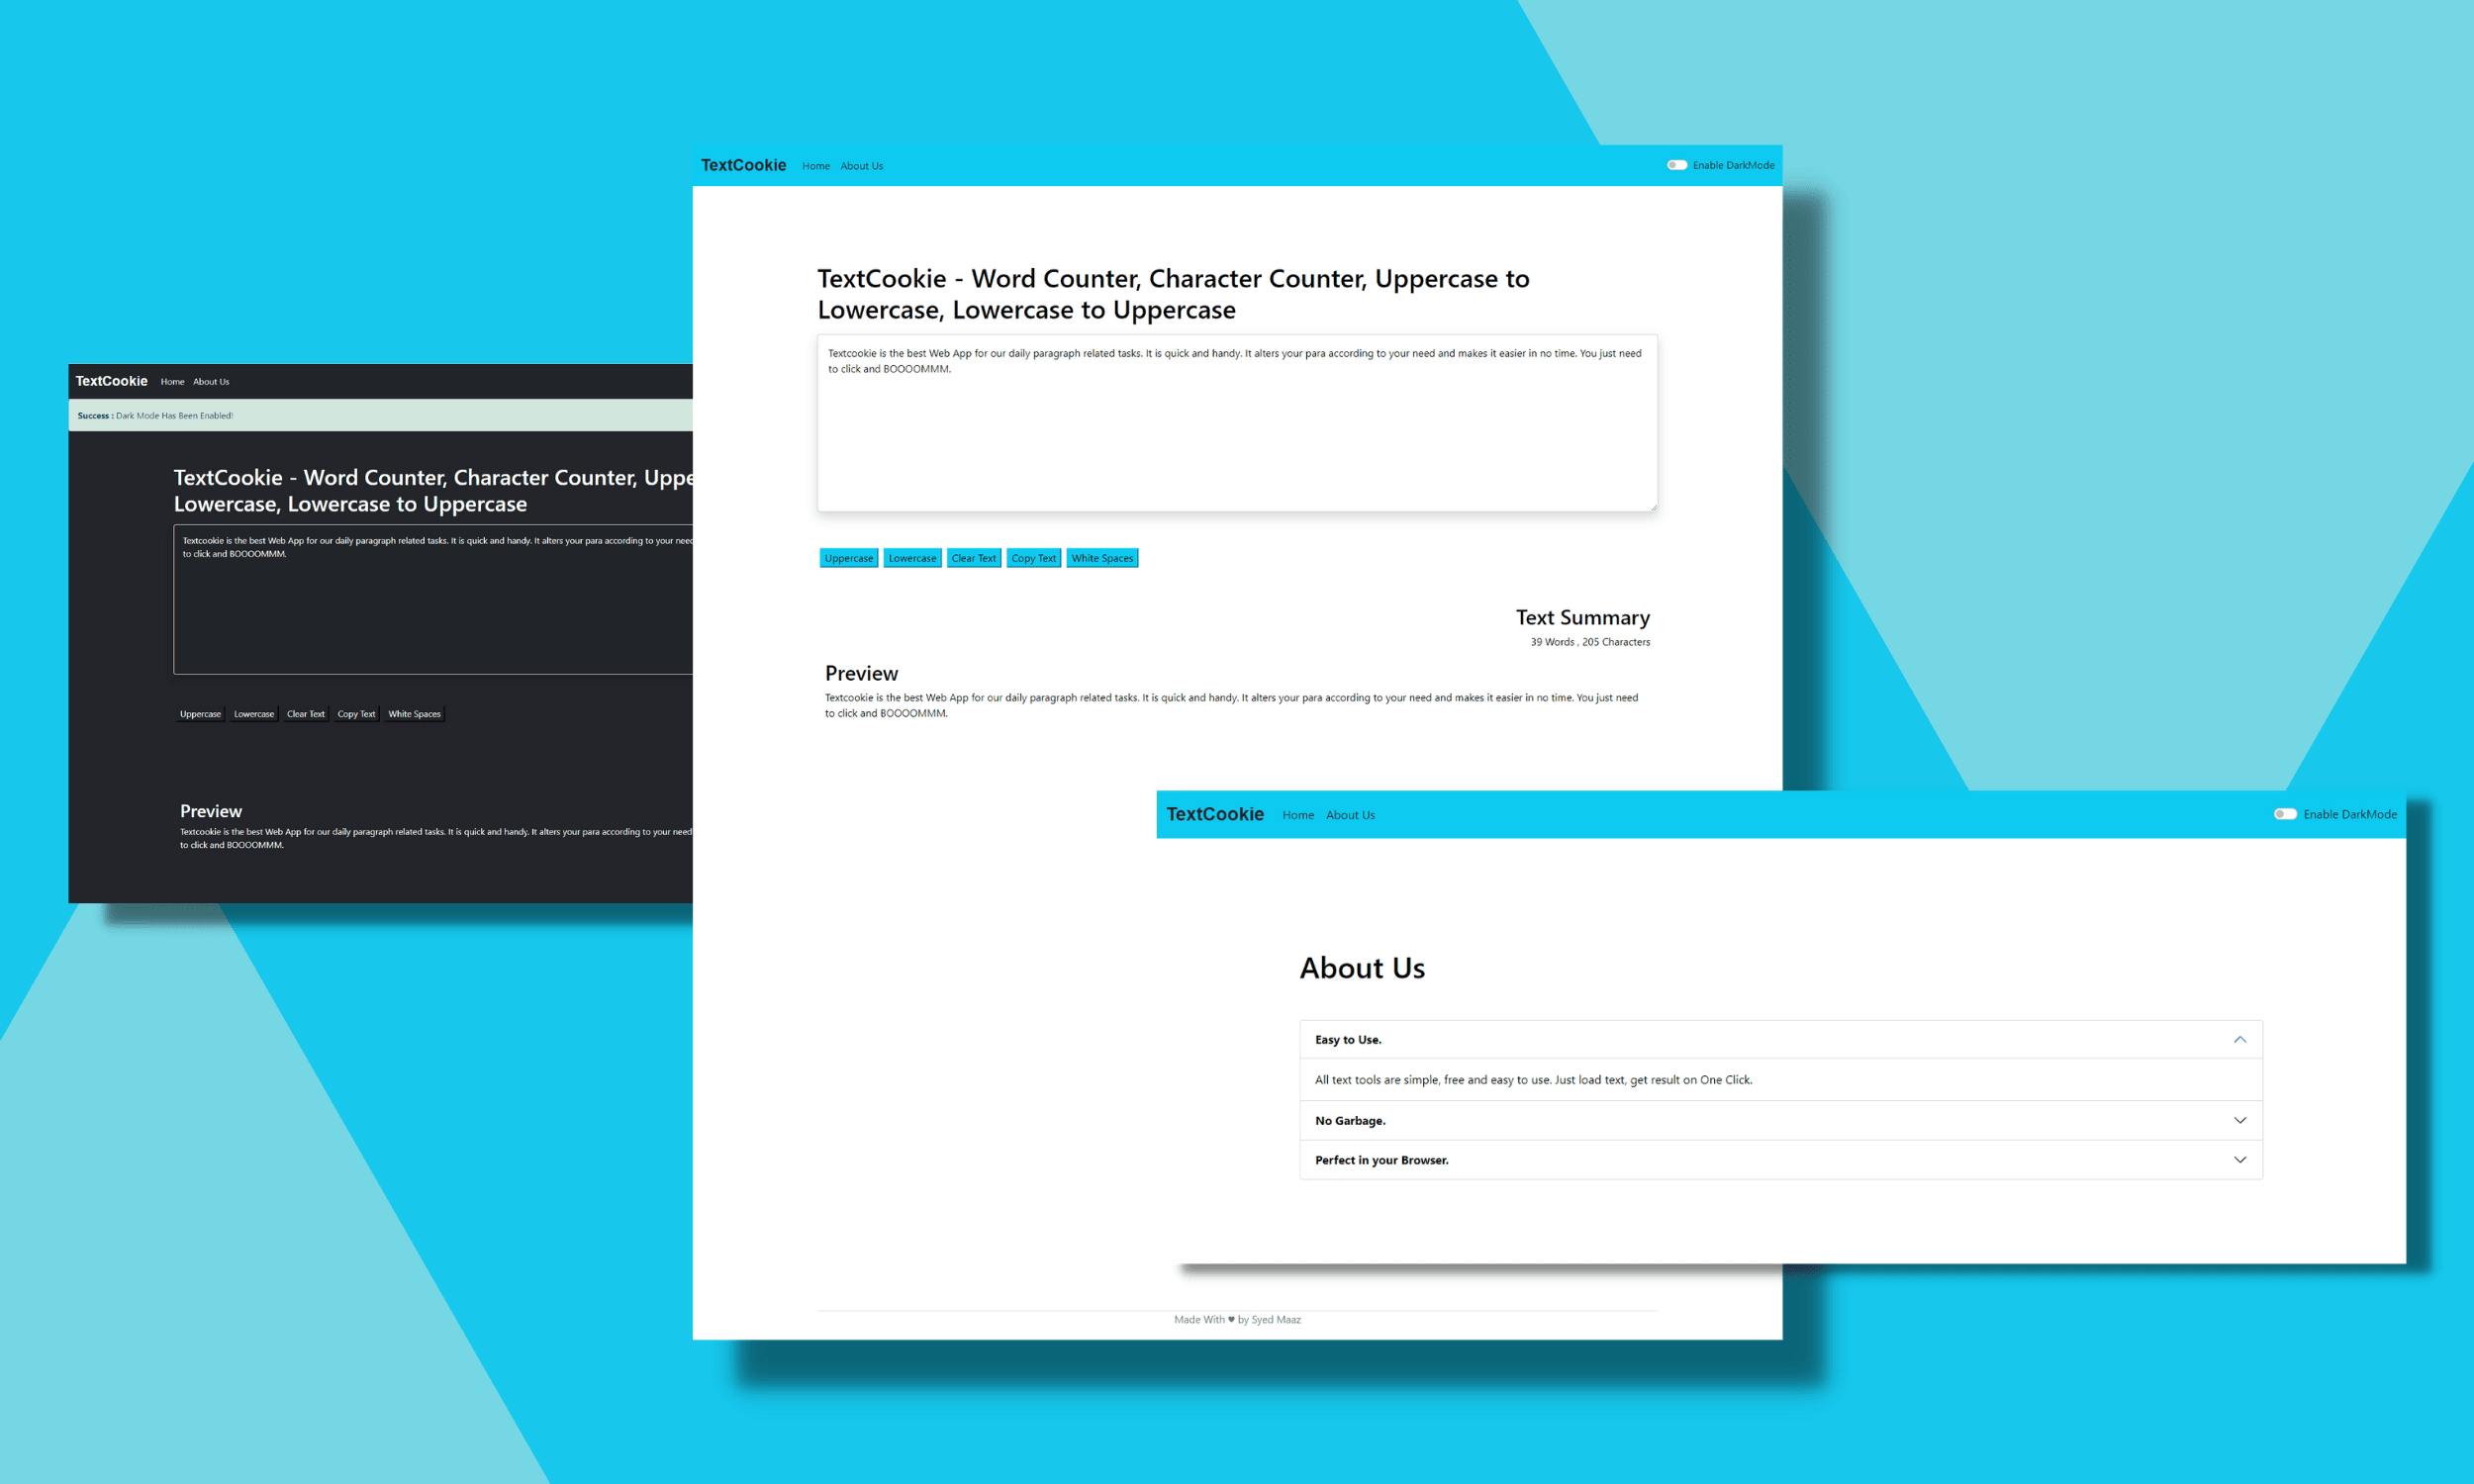 TextCookie Home About Us Enable DarkMode
TextCookie - Word Counter, Character Counter, Uppercase to
Lowercase, Lowercase to Uppercase
Textcookie is the best Web App for our daily paragraph related tasks. It is quick and handy. It alters your para according to your need and makes it easier in no time. You just need
to click and BOOOOMMM.
Uppercase Lowercase Clear Text Copy Text White Spaces
Text Summary
39 Words , 205 Characters
Preview
Textcookie is the best Web App for our daily paragraph related tasks. It is quick and handy. It alters your para according to your need and makes it easier in no time. You just need
to click and BOOOOMMM.
Made With ♥ by Syed Maaz
TextCookie Home About Us
Success : Dark Mode Has Been Enabled!
TextCookie - Word Counter, Character Counter, Uppe
Lowercase, Lowercase to Uppercase
Textcookie is the best Web App for our daily paragraph related tasks. It is quick and handy. It alters your para according to your need
to click and BOOOOMMM.
Uppercase Lowercase Clear Text Copy Text White Spaces
Preview
Textcookie is the best Web App for our daily paragraph related tasks. It is quick and handy. It alters your para according to your need
to click and BOOOOMMM.
TextCookie Home About Us Enable DarkMode
About Us
Easy to Use.
All text tools are simple, free and easy to use. Just load text, get result on One Click.
No Garbage.
Perfect in your Browser.